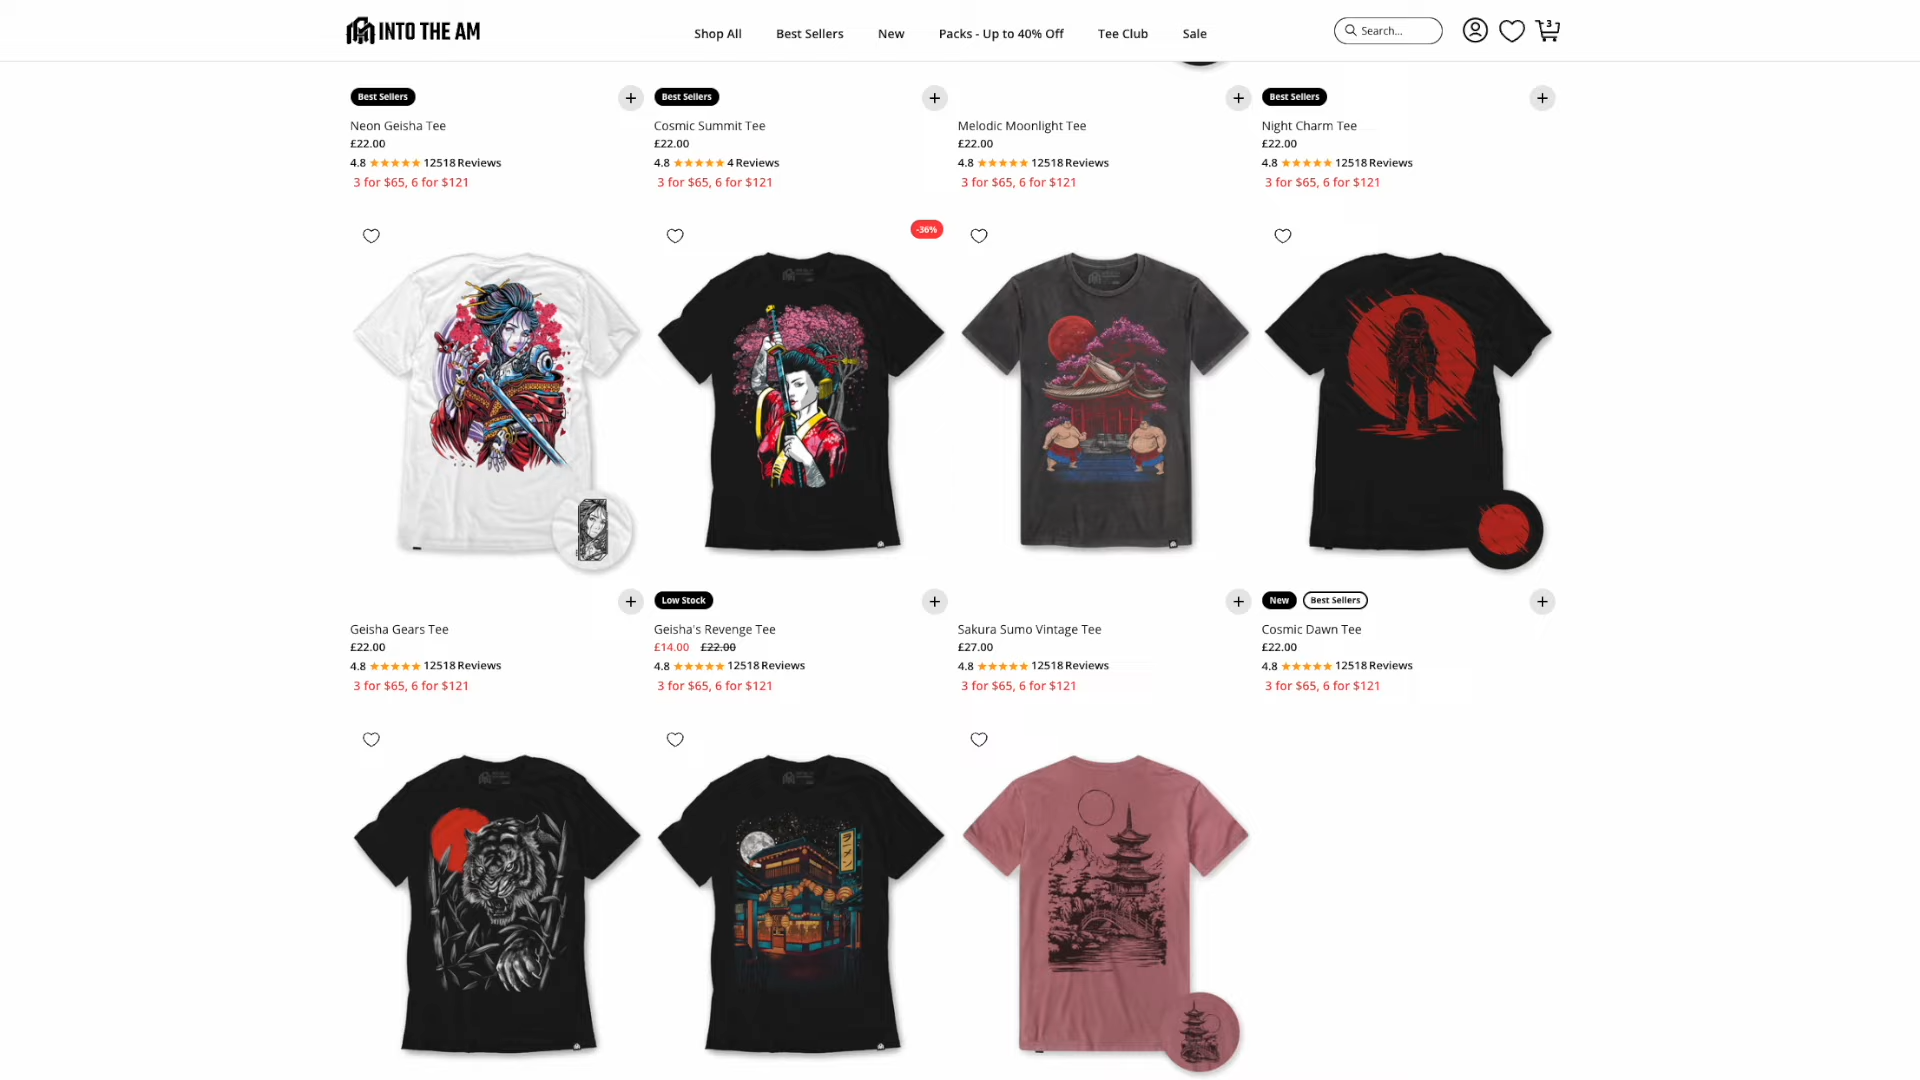 INTO THE AM
Shop All
Best Sellers
New
Packs - Up to 40% Off
Tee Club
Sale
Search...
3
Best Sellers
Best Sellers
Best Sellers
Neon Geisha Tee
£22.00
4.8 ★★★★★ 12518 Reviews
3 for $65, 6 for $121
Cosmic Summit Tee
£22.00
4.8 ★★★★★ 4 Reviews
3 for $65, 6 for $121
Melodic Moonlight Tee
£22.00
4.8 ★★★★★ 12518 Reviews
3 for $65, 6 for $121
Night Charm Tee
£22.00
4.8 ★★★★★ 12518 Reviews
3 for $65, 6 for $121
-36%
Geisha Gears Tee
£22.00
4.8 ★★★★★ 12518 Reviews
3 for $65, 6 for $121
Low Stock
Geisha's Revenge Tee
£14.00 £22.00
4.8 ★★★★★ 12518 Reviews
3 for $65, 6 for $121
Sakura Sumo Vintage Tee
£27.00
4.8 ★★★★★ 12518 Reviews
3 for $65, 6 for $121
New
Best Sellers
Cosmic Dawn Tee
£22.00
4.8 ★★★★★ 12518 Reviews
3 for $65, 6 for $121
ラーメン